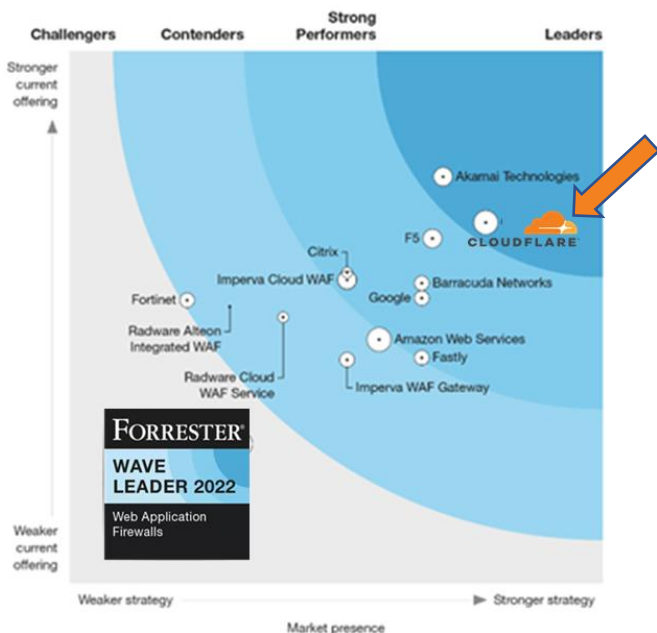 Challengers
Contenders
Strong
Performers
Leaders
Stronger
current
offering
Akamai Technologies
CLOUDFLARE
F5
Citrix
Imperva Cloud WAF
Barracuda Networks
Google
Fortinet
Radware Alteon
Integrated WAF
Amazon Web Services
Fastly
Radware Cloud
WAF Service
Imperva WAF Gateway
FORRESTER®
WAVE
LEADER 2022
Web Application
Firewalls
Weaker
current
offering
Weaker strategy
Stronger strategy
Market presence